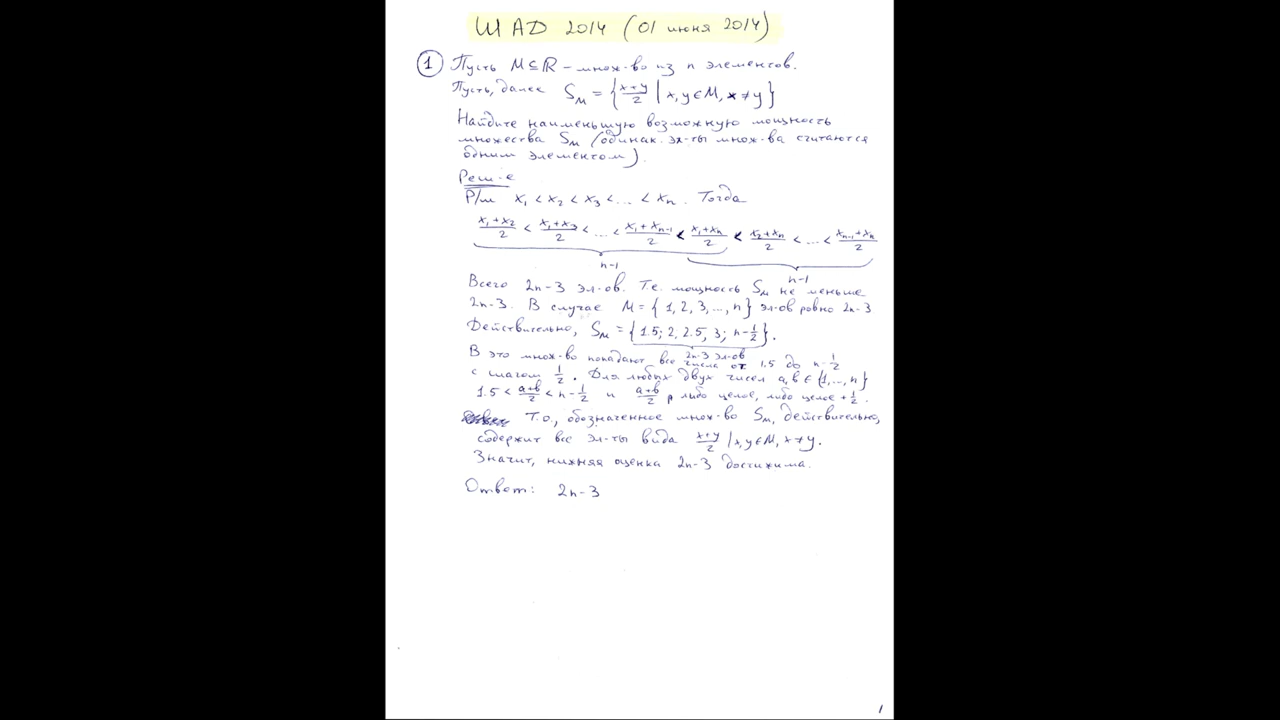 ШАД 2014 (01 июня 2014)
1 Пусть M⊆ℝ – множ-во из n элементов.
Пусть, далее S_M = {x+y/2 | x,y∈M, x≠y}
Найдите наименьшую возможную мощность
множества S_M (одинак. эл-ты множ-ва считаются
одним элементом).
Реш-е
Р/м x₁ < x₂ < x₃ < ... < xₙ. Тогда
x₁+x₂/2 < x₁+x₃/2 < ... < x₁+xₙ₋₁/2 < x₁+xₙ/2 < x₂+xₙ/2 < ... < xₙ₋₁+xₙ/2
n-1 n-1
Всего 2n-3 эл-ов. Т.е. мощность S_M не меньше
2n-3. В случае M = {1, 2, 3, ..., n} эл-ов ровно 2n-3
Действительно, S_M = {1.5; 2, 2.5, 3; n-1/2}.
2n-3 эл-ов
В это множ-во попадают все числа от 1.5 до n-1/2
с шагом 1/2. Для любых двух чисел a,b ∈ {1,...,n}
1.5 < a+b/2 < n-1/2 и a+b/2 либо целое, либо целое +1/2.
Т.о., обозначенное множ-во S_M, действительно,
содержит все эл-ты вида x+y/2 | x,y∈M, x≠y.
Значит, нижняя оценка 2n-3 достижима.
Ответ: 2n-3
1